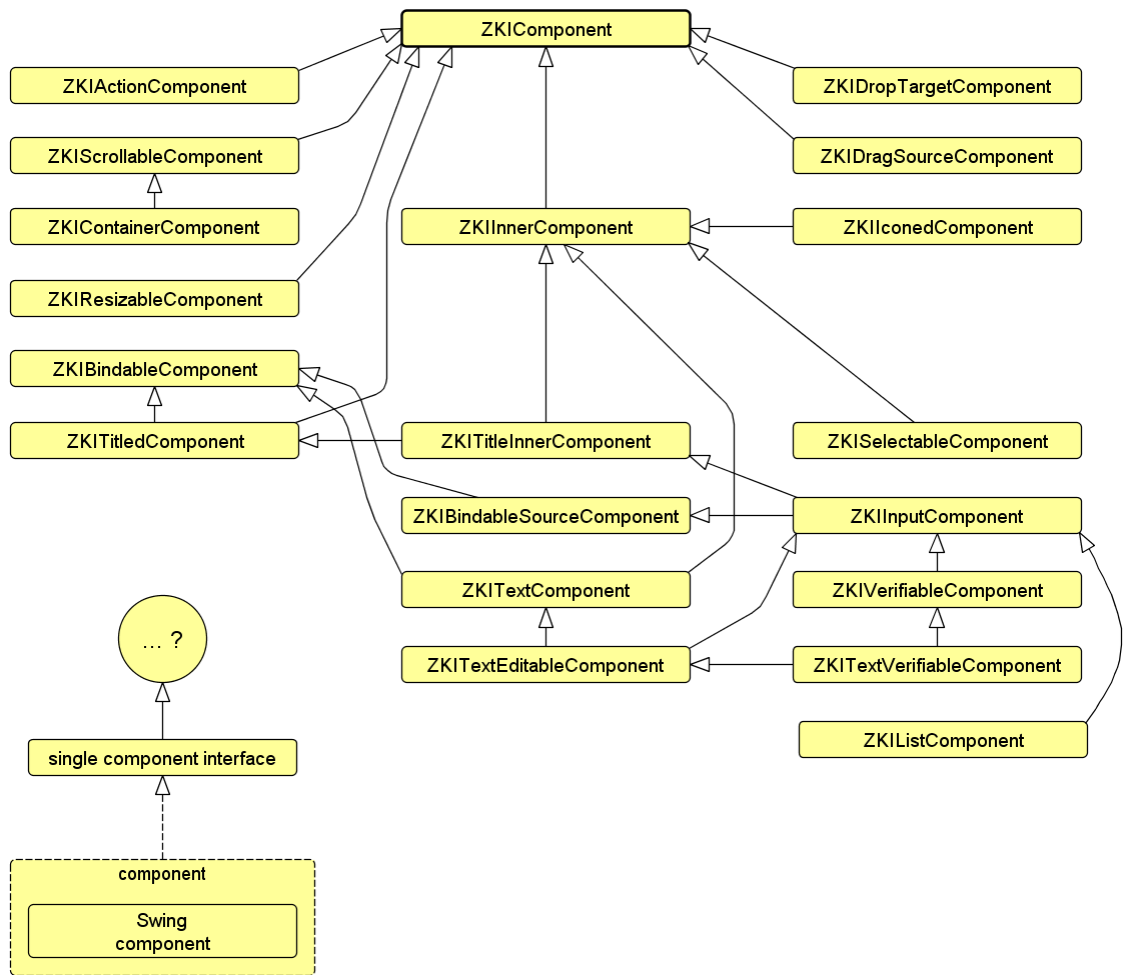 ZKIComponent
ZKIActionComponent
ZKIDropTargetComponent
ZKIScrollableComponent
ZKIDragSourceComponent
ZKIContainerComponent
ZKIInnerComponent
ZKIIconedComponent
ZKIResizableComponent
ZKIBindableComponent
ZKITitledComponent
ZKITitleInnerComponent
ZKISelectableComponent
ZKIBindableSourceComponent
ZKIInputComponent
ZKITextComponent
ZKIVerifiableComponent
... ?
ZKITextEditableComponent
ZKITextVerifiableComponent
ZKIListComponent
single component interface
component
Swing
component